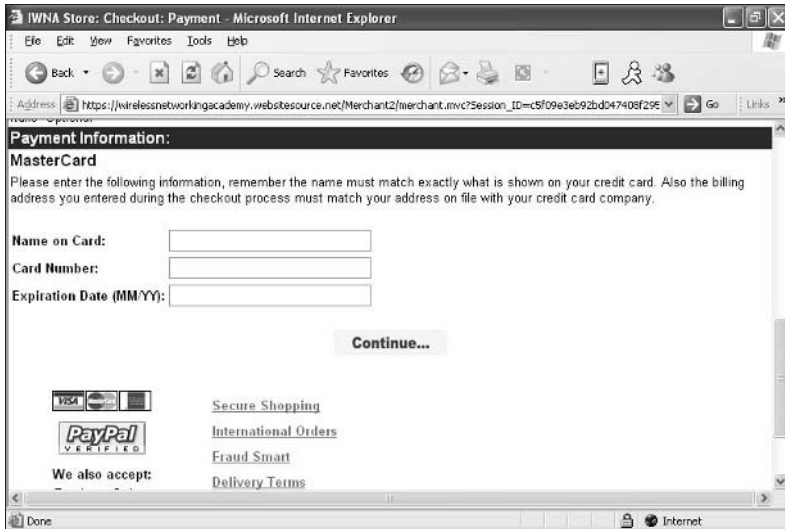 IWNA Store: Checkout: Payment - Microsoft Internet Explorer
File Edit View Favorites Tools Help
Back Search Favorites
Address https://wirelessnetworkingacademy.websitesource.net/Merchant2/merchant.mvc?Session_ID=c5f09e3eb92bd047408f295 Go Links »
Payment Information:
MasterCard
Please enter the following information, remember the name must match exactly what is shown on your credit card. Also the billing
address you entered during the checkout process must match your address on file with your credit card company.
Name on Card:
Card Number:
Expiration Date (MM/YY):
Continue...
VISA MasterCard
Secure Shopping
PayPal
VERIFIED
International Orders
Fraud Smart
We also accept:
Delivery Terms
Done Internet